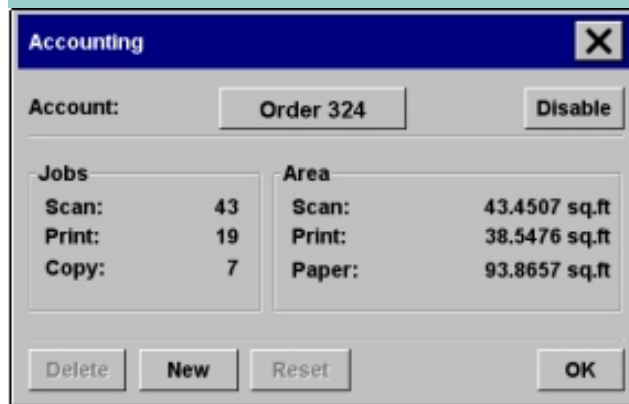 Accounting
Account: Order 324 Disable
Jobs Area
Scan: 43 Scan: 43.4507 sq.ft
Print: 19 Print: 38.5476 sq.ft
Copy: 7 Paper: 93.8657 sq.ft
Delete New Reset OK